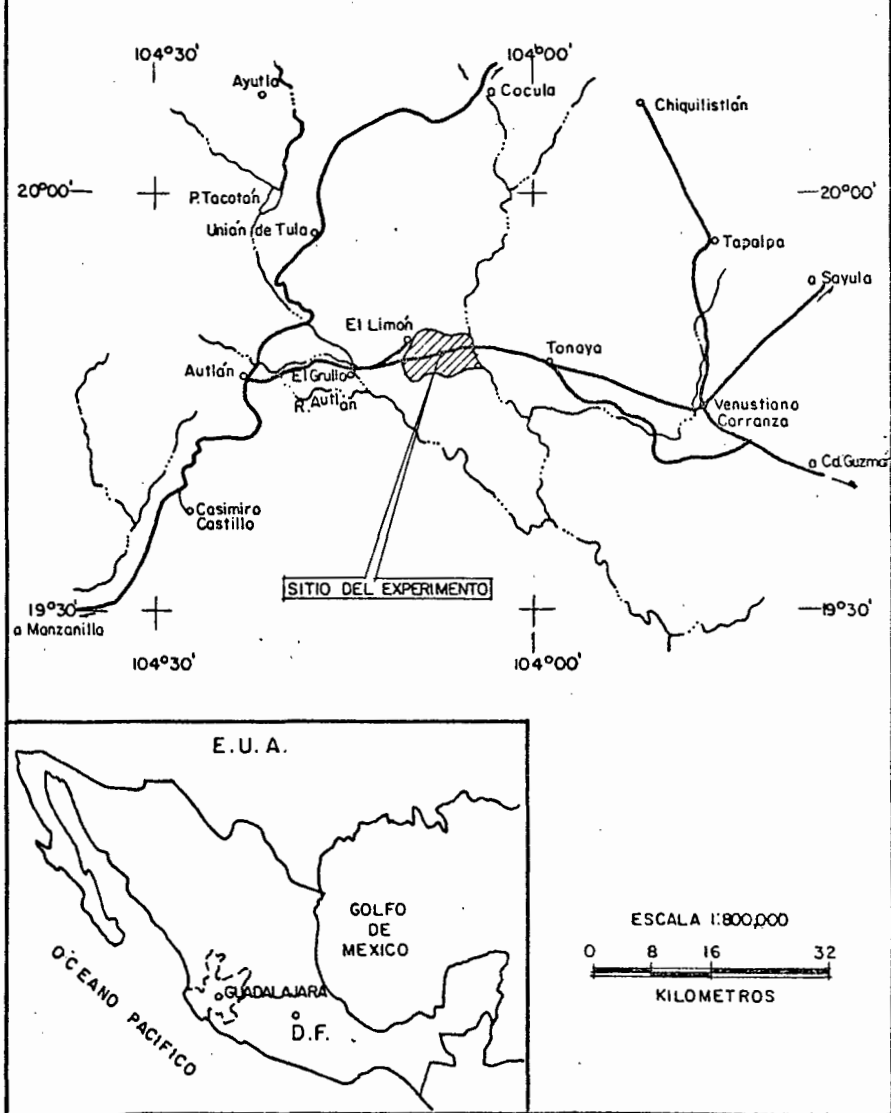 104°30'
104°00'
Ayutla
a Cocula
Chiquilistlán
20°00'
20°00'
P. Tacotán
Unión de Tula
Tapalpa
a Sayula
El Limón
Tonaya
Autlán
El Grullo
R. Autlán
Venustiano
Carranza
a Cd. Guzmá
Casimiro
Castillo
SITIO DEL EXPERIMENTO
19°30'
19°30'
a Manzanillo
104°30'
104°00'
E.U.A.
GOLFO
DE
MEXICO
OCEANO PACIFICO
GUADALAJARA
D.F.
ESCALA 1:800,000
0 8 16 32
KILOMETROS